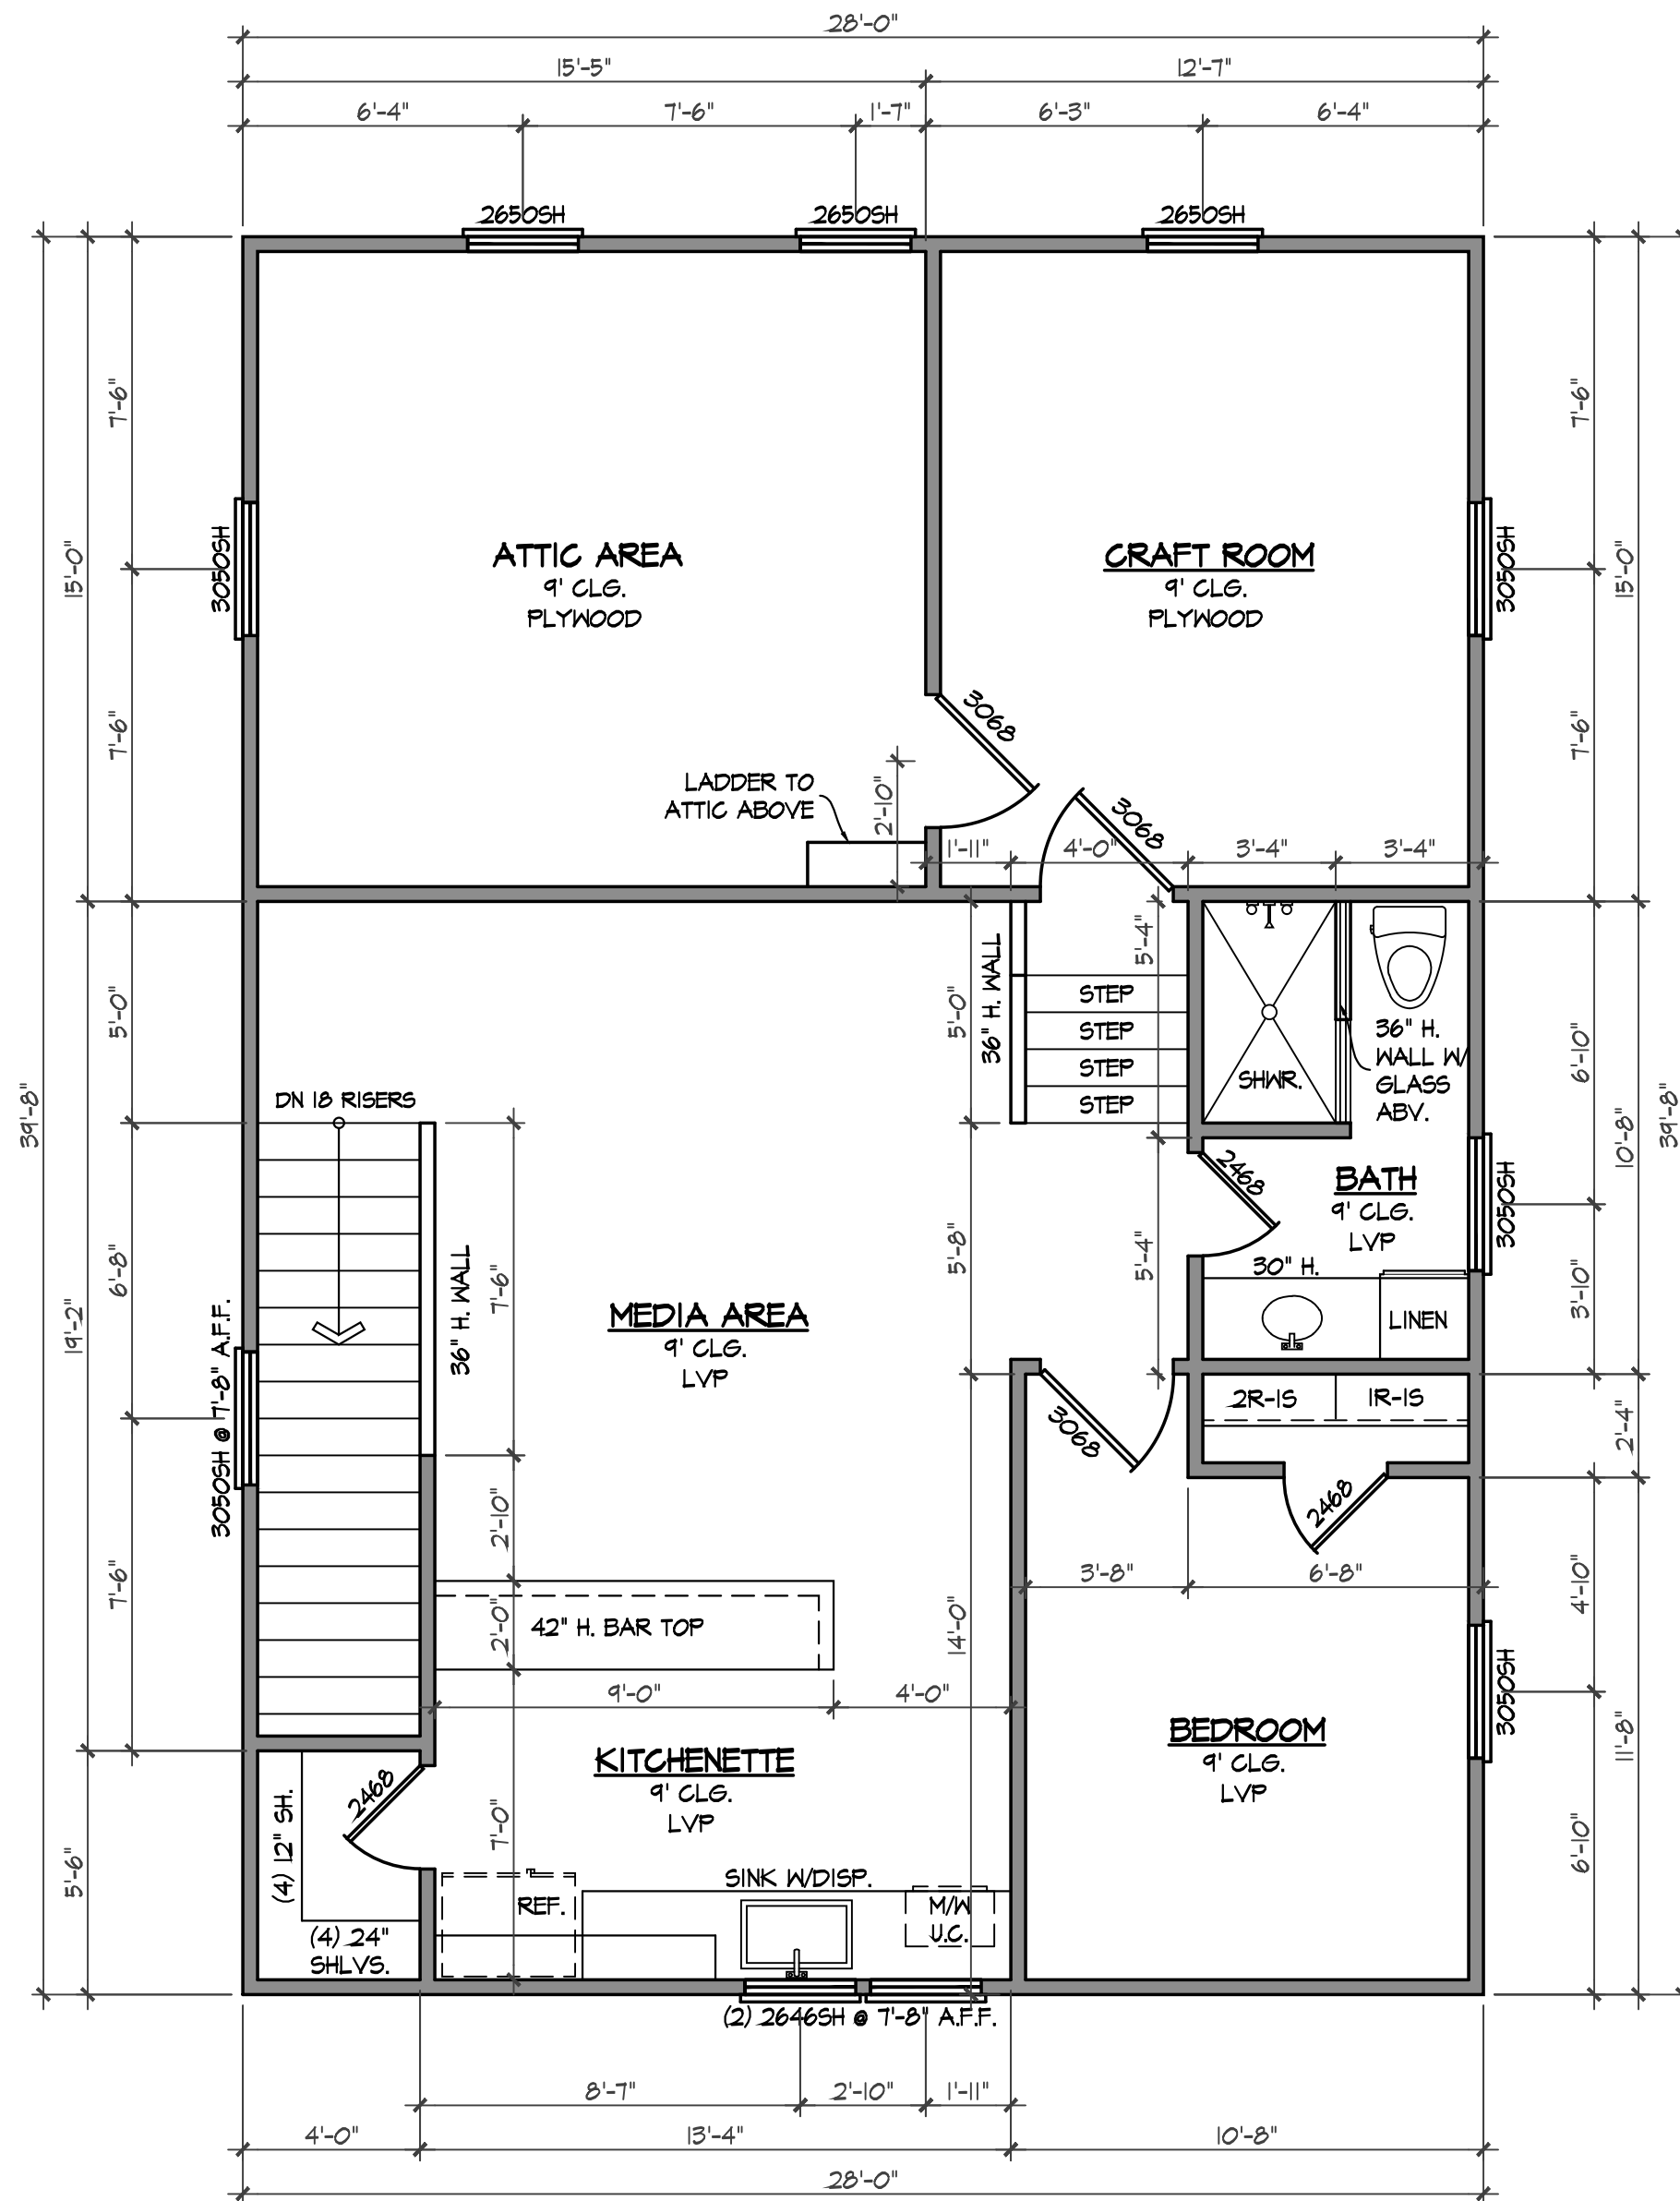 28'-0"
15'-5" 12'-7"
6'-4" 7'-6" 1'-7" 6'-3" 6'-4"
2650SH 2650SH 2650SH
7'-6" 7'-6"
3050SH 3050SH
15'-0" 15'-0"
ATTIC AREA
9' CLG.
PLYWOOD
CRAFT ROOM
9' CLG.
PLYWOOD
3068
7'-6" 7'-6"
LADDER TO
ATTIC ABOVE
2'-10"
3068
1'-11" 4'-0" 3'-4" 3'-4"
5'-4"
36" H. WALL
5'-0" 5'-0"
STEP
STEP
STEP
STEP
SHWR.
36" H.
WALL W/
GLASS
ABV.
6'-10"
39'-8" 39'-8"
10'-8"
DN 18 RISERS
2468
BATH
9' CLG.
LVP
3050SH
6'-8"
36" H. WALL
7'-6"
5'-8"
5'-4"
30" H.
LINEN
3'-10"
19'-2"
3050SH @ 7'-8" A.F.F.
MEDIA AREA
9' CLG.
LVP
2R-1S 1R-1S
3068
2'-4"
2468
2'-10"
7'-6"
3'-8" 6'-8"
4'-10"
2'-0"
42" H. BAR TOP
14'-0"
9'-0" 4'-0"
3050SH
11'-8"
KITCHENETTE
9' CLG.
LVP
BEDROOM
9' CLG.
LVP
2468
(4) 12" SH.
7'-0"
5'-6"
6'-10"
SINK W/DISP.
REF.
M/W
U.C.
(4) 24"
SHLVS.
(2) 2646SH @ 7'-8" A.F.F.
8'-7" 2'-10" 1'-11"
4'-0" 13'-4" 10'-8"
28'-0"